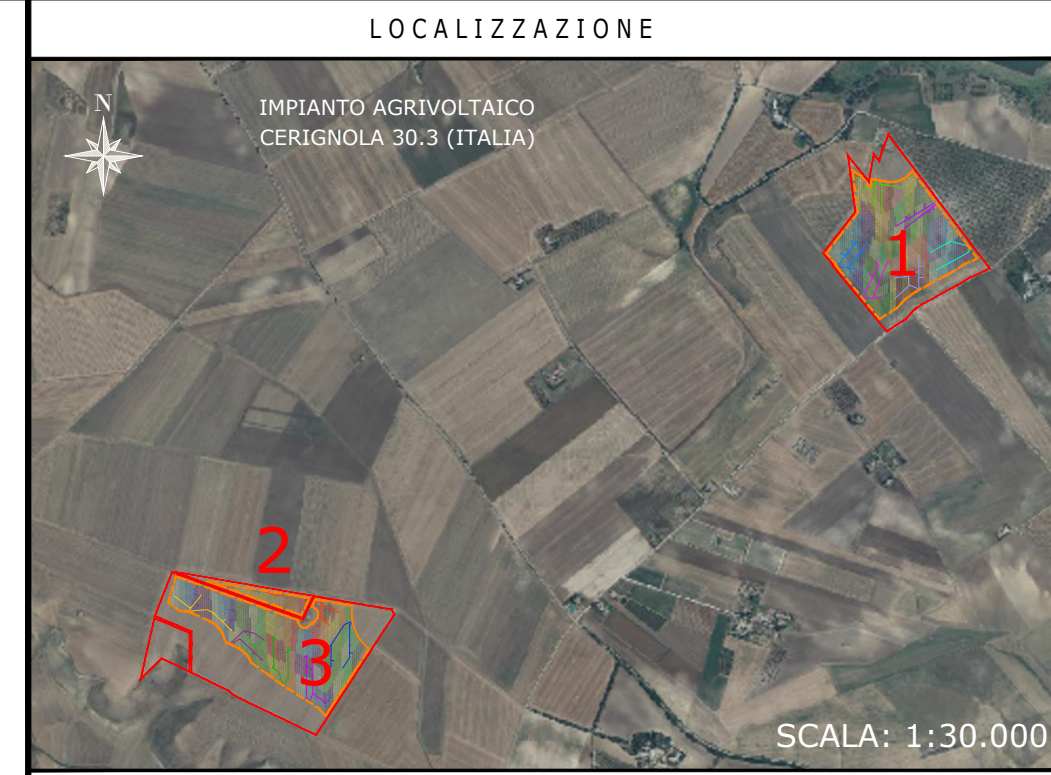 LOCALIZZAZIONE
N
IMPIANTO AGRIVOLTAICO
CERIGNOLA 30.3 (ITALIA)
1
2
3
SCALA: 1:30.000